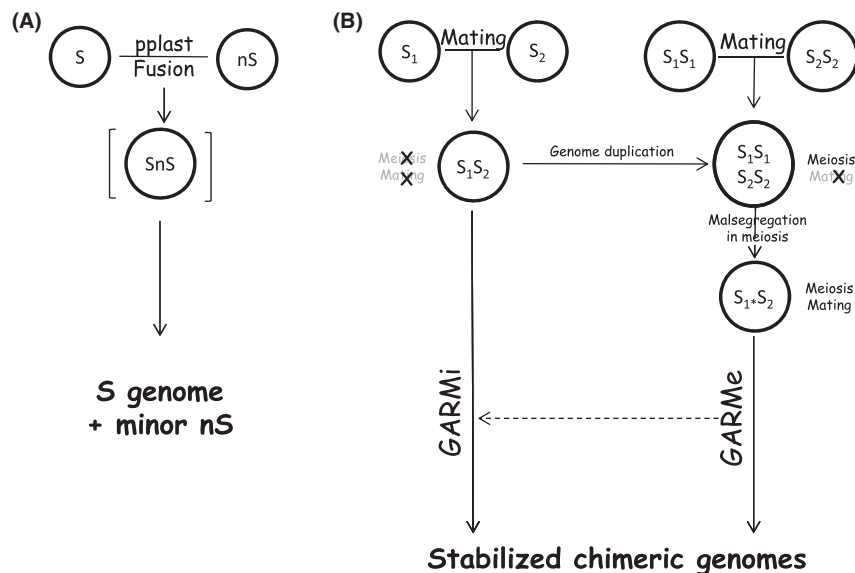 (A)
S
pplast
Fusion
nS
SnS
S genome
+ minor nS
(B)
S1
Mating
S2
S1S1
Mating
S2S2
Meiosis
Mating
S1S2
Genome duplication
S1S1
S2S2
Meiosis
Mating
Malsegregation
in meiosis
S1*S2
Meiosis
Mating
GARMi
GARMe
Stabilized chimeric genomes